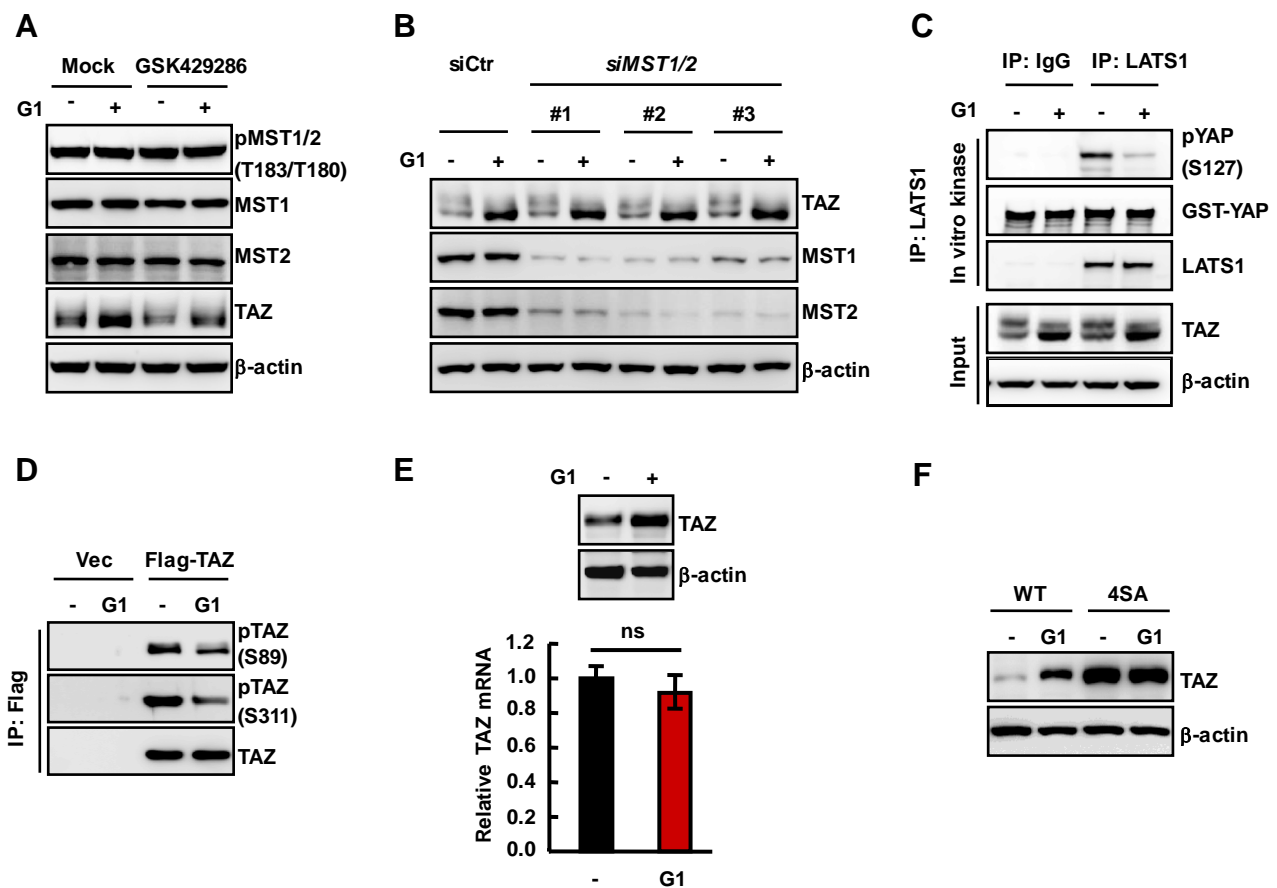 A
Mock GSK429286
G1 - + - +
pMST1/2
(T183/T180)
MST1
MST2
TAZ
β-actin
B
siCtr siMST1/2
#1 #2 #3
G1 - + - + - + - +
TAZ
MST1
MST2
β-actin
C
IP: IgG IP: LATS1
G1 - + - +
IP: LATS1
In vitro kinase
pYAP
(S127)
GST-YAP
LATS1
Input
TAZ
β-actin
D
Vec Flag-TAZ
- G1 - G1
IP: Flag
pTAZ
(S89)
pTAZ
(S311)
TAZ
E
G1 - +
TAZ
β-actin
Relative TAZ mRNA
ns
1.2
1.0
0.8
0.6
0.4
0.2
0.0
- G1
F
WT 4SA
- G1 - G1
TAZ
β-actin